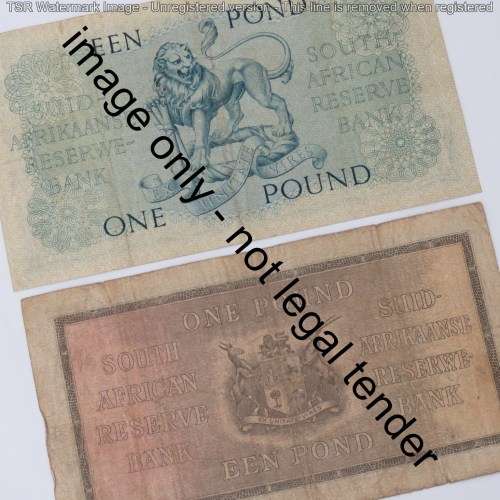 TSR Watermark Image - Unregistered version - This line is removed when registered
EEN POND
SUID-
AFRIKAANSE
RESERWE-
BANK
SOUTH
AFRICAN
RESERVE
BANK
ONE POUND
image only - not legal tender
ONE POUND
SOUTH
AFRICAN
RESERVE
BANK
SUID-
AFRIKAANSE
RESERWE-
BANK
EEN POND